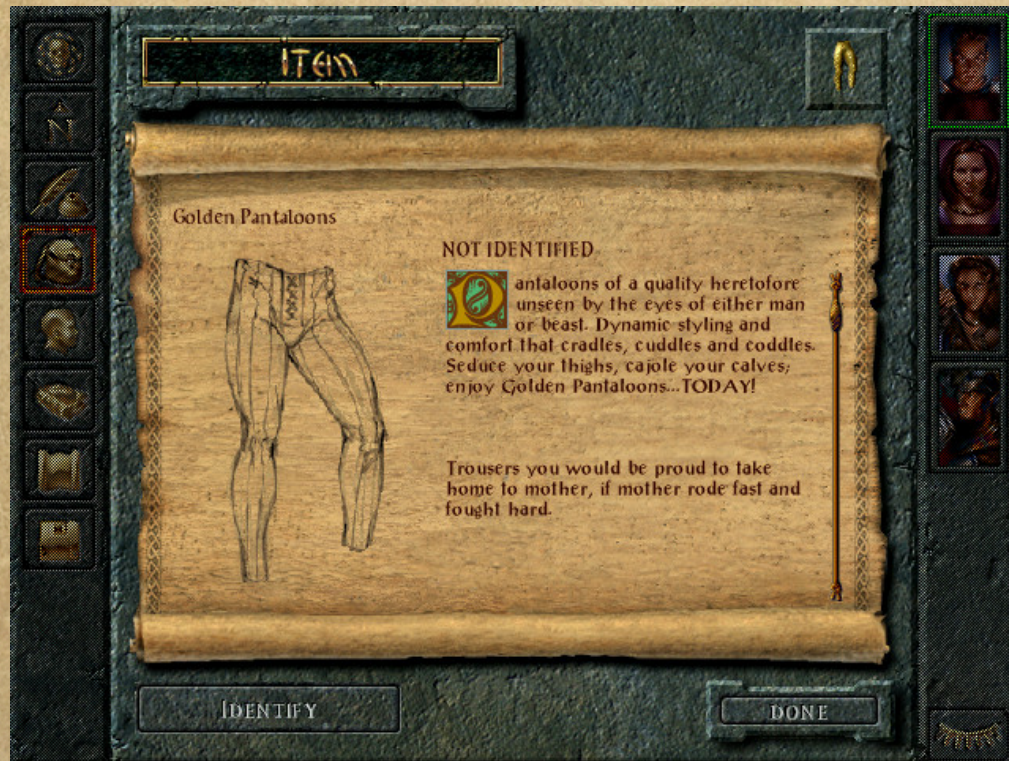 ITEM
Golden Pantaloons
NOT IDENTIFIED
Pantaloons of a quality heretofore
unseen by the eyes of either man
or beast. Dynamic styling and
comfort that cradles, cuddles and coddles.
Seduce your thighs, cajole your calves;
enjoy Golden Pantaloons...TODAY!
Trousers you would be proud to take
home to mother, if mother rode fast and
fought hard.
IDENTIFY
DONE
N